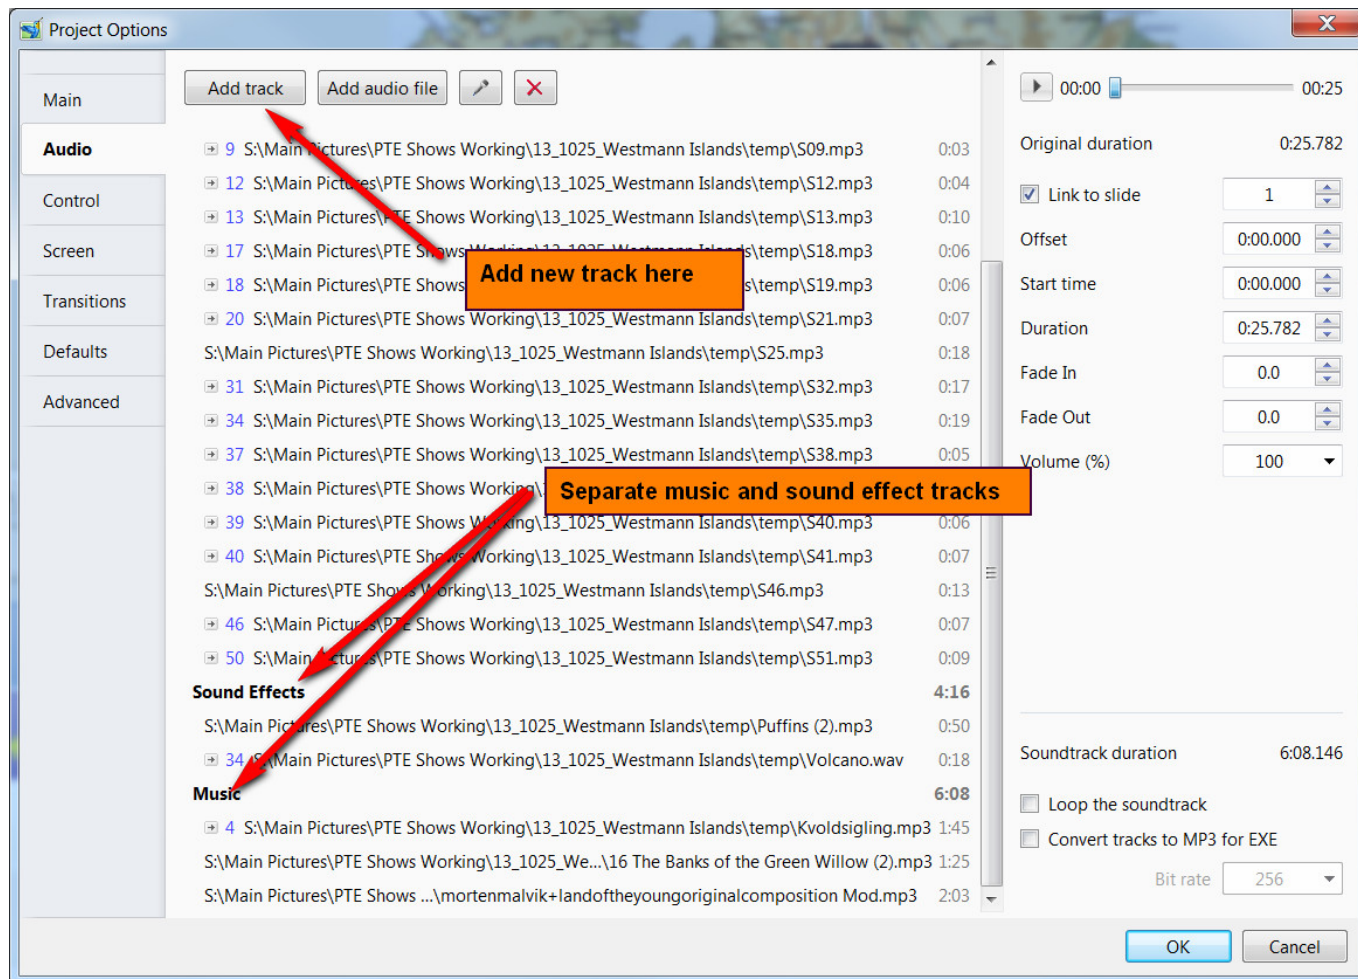 Project Options
Main
Audio
Control
Screen
Transitions
Defaults
Advanced
Add track
Add audio file
9 S:\Main Pictures\PTE Shows Working\13_1025_Westmann Islands\temp\S09.mp3 0:03
12 S:\Main Pictures\PTE Shows Working\13_1025_Westmann Islands\temp\S12.mp3 0:04
13 S:\Main Pictures\PTE Shows Working\13_1025_Westmann Islands\temp\S13.mp3 0:10
17 S:\Main Pictures\PTE Shows Working\13_1025_Westmann Islands\temp\S18.mp3 0:06
18 S:\Main Pictures\PTE Shows s\temp\S19.mp3 0:06
20 S:\Main Pictures\PTE Shows Working\13_1025_Westmann Islands\temp\S21.mp3 0:07
S:\Main Pictures\PTE Shows Working\13_1025_Westmann Islands\temp\S25.mp3 0:18
31 S:\Main Pictures\PTE Shows Working\13_1025_Westmann Islands\temp\S32.mp3 0:17
34 S:\Main Pictures\PTE Shows Working\13_1025_Westmann Islands\temp\S35.mp3 0:19
37 S:\Main Pictures\PTE Shows Working\13_1025_Westmann Islands\temp\S38.mp3 0:05
38 S:\Main Pictures\PTE Shows Working\
39 S:\Main Pictures\PTE Shows Working\13_1025_Westmann Islands\temp\S40.mp3 0:06
40 S:\Main Pictures\PTE Shows Working\13_1025_Westmann Islands\temp\S41.mp3 0:07
S:\Main Pictures\PTE Shows Working\13_1025_Westmann Islands\temp\S46.mp3 0:13
46 S:\Main Pictures\PTE Shows Working\13_1025_Westmann Islands\temp\S47.mp3 0:07
50 S:\Main Pictures\PTE Shows Working\13_1025_Westmann Islands\temp\S51.mp3 0:09
Sound Effects 4:16
S:\Main Pictures\PTE Shows Working\13_1025_Westmann Islands\temp\Puffins (2).mp3 0:50
34 S:\Main Pictures\PTE Shows Working\13_1025_Westmann Islands\temp\Volcano.wav 0:18
Music 6:08
4 S:\Main Pictures\PTE Shows Working\13_1025_Westmann Islands\temp\Kvoldsigling.mp3 1:45
S:\Main Pictures\PTE Shows Working\13_1025_We...\16 The Banks of the Green Willow (2).mp3 1:25
S:\Main Pictures\PTE Shows ...\mortenmalvik+landoftheyoungoriginalcomposition Mod.mp3 2:03
Add new track here
Separate music and sound effect tracks
00:00 00:25
Original duration 0:25.782
Link to slide 1
Offset 0:00.000
Start time 0:00.000
Duration 0:25.782
Fade In 0.0
Fade Out 0.0
Volume (%) 100
Soundtrack duration 6:08.146
Loop the soundtrack
Convert tracks to MP3 for EXE
Bit rate 256
OK
Cancel